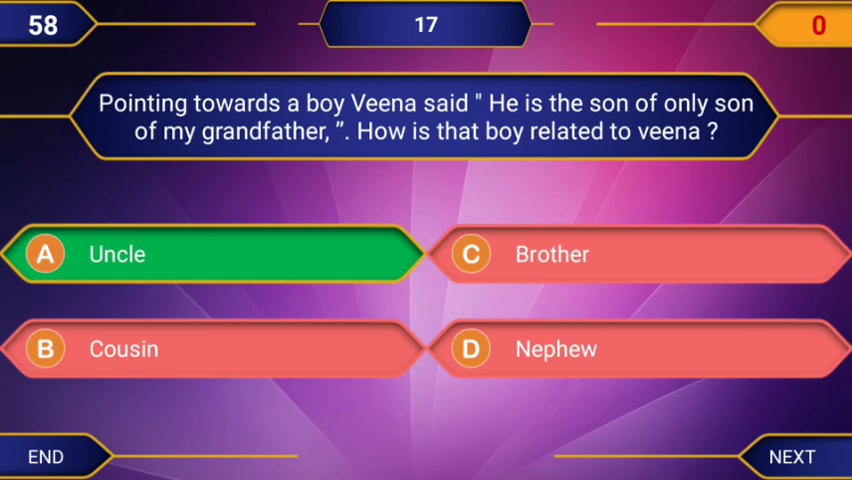 58
17
0
Pointing towards a boy Veena said " He is the son of only son
of my grandfather, ”. How is that boy related to veena ?
A Uncle
C Brother
B Cousin
D Nephew
END
NEXT